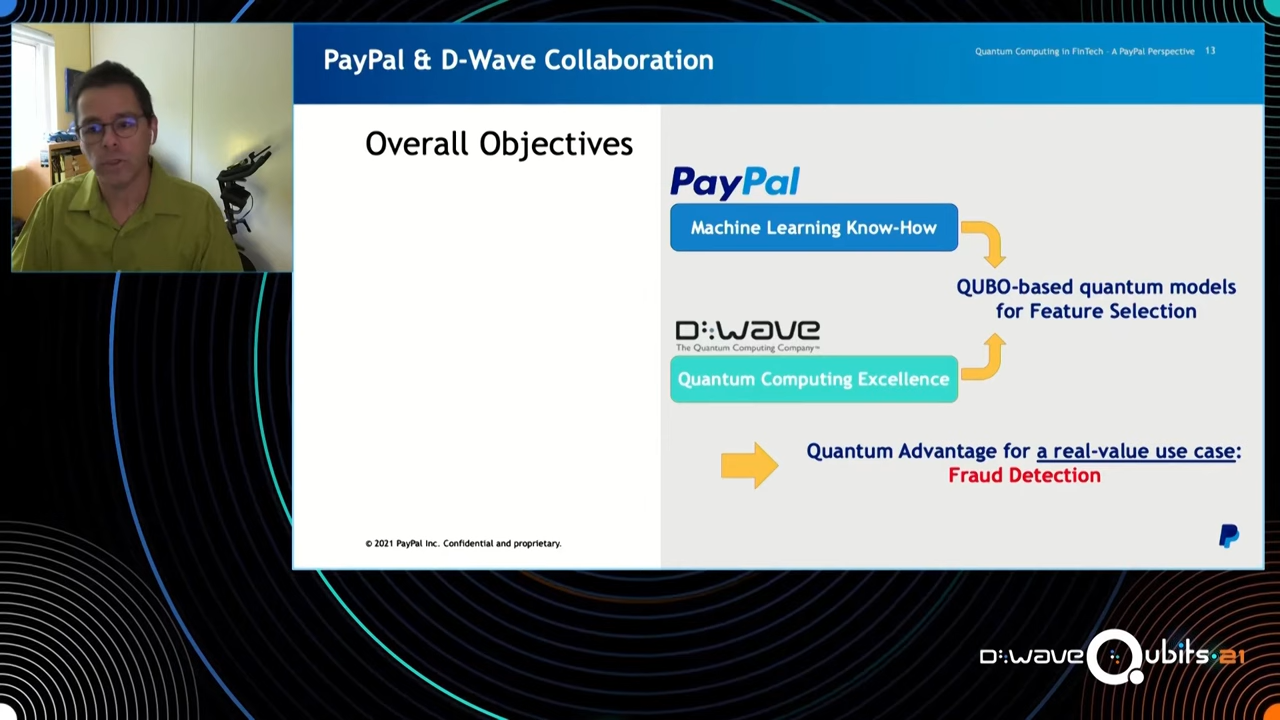 PayPal & D-Wave Collaboration
Quantum Computing in FinTech - A PayPal Perspective 13
Overall Objectives
PayPal
Machine Learning Know-How
QUBO-based quantum models
for Feature Selection
D:wave
The Quantum Computing Company™
Quantum Computing Excellence
Quantum Advantage for a real-value use case:
Fraud Detection
© 2021 PayPal Inc. Confidential and proprietary.
D:wave Qubits·21